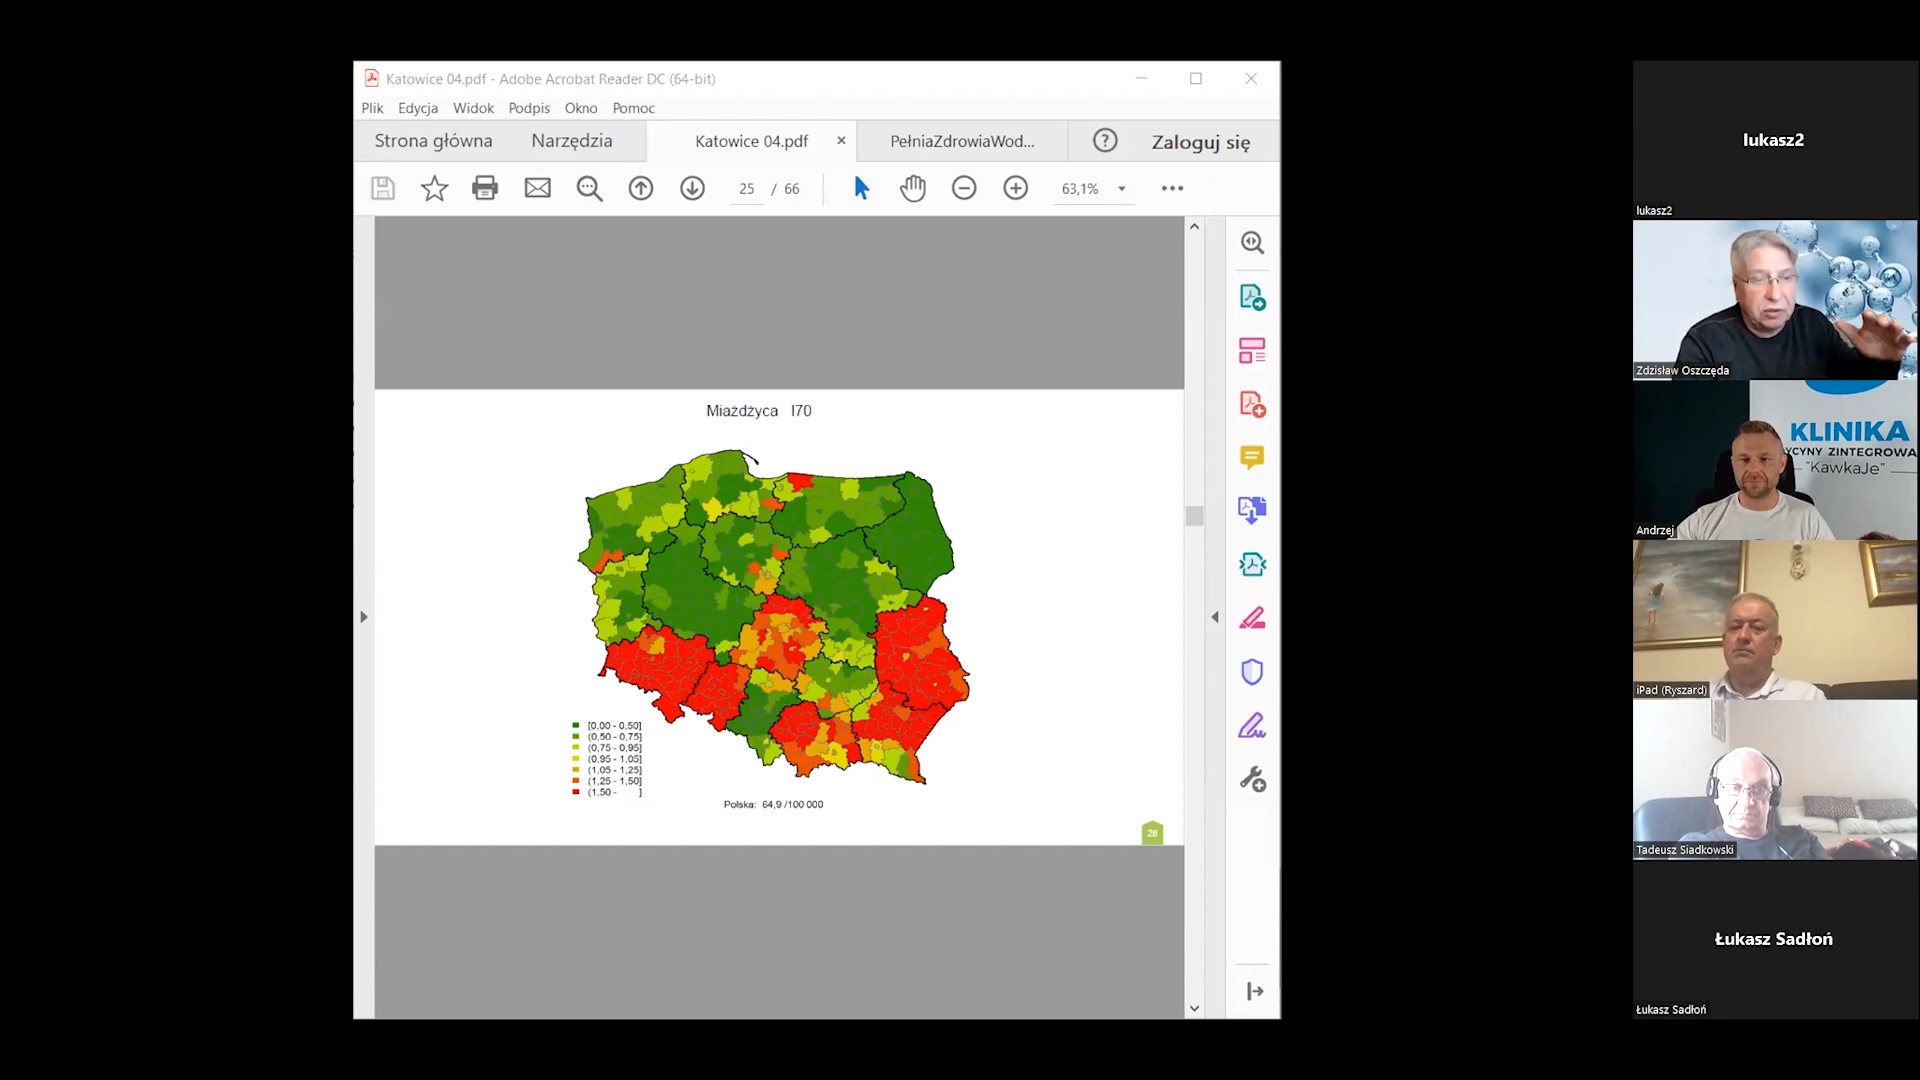 Katowice 04.pdf - Adobe Acrobat Reader DC (64-bit)
Plik Edycja Widok Podpis Okno Pomoc
Strona główna Narzędzia Katowice 04.pdf × PełniaZdrowiaWod... ? Zaloguj się
25 / 66 63,1%
Miażdżyca I70
[0,00 - 0,50]
(0,50 - 0,75]
(0,75 - 0,95]
(0,95 - 1,05]
(1,05 - 1,25]
(1,25 - 1,50]
(1,50 - ]
Polska: 64,9 /100 000
28
lukasz2
lukasz2
Zdzisław Oszczęda
KLINIKA
YCYNY ZINTEGROWA
"KawkaJe"
Andrzej
iPad (Ryszard)
Tadeusz Siadkowski
Łukasz Sadłoń
Łukasz Sadłoń